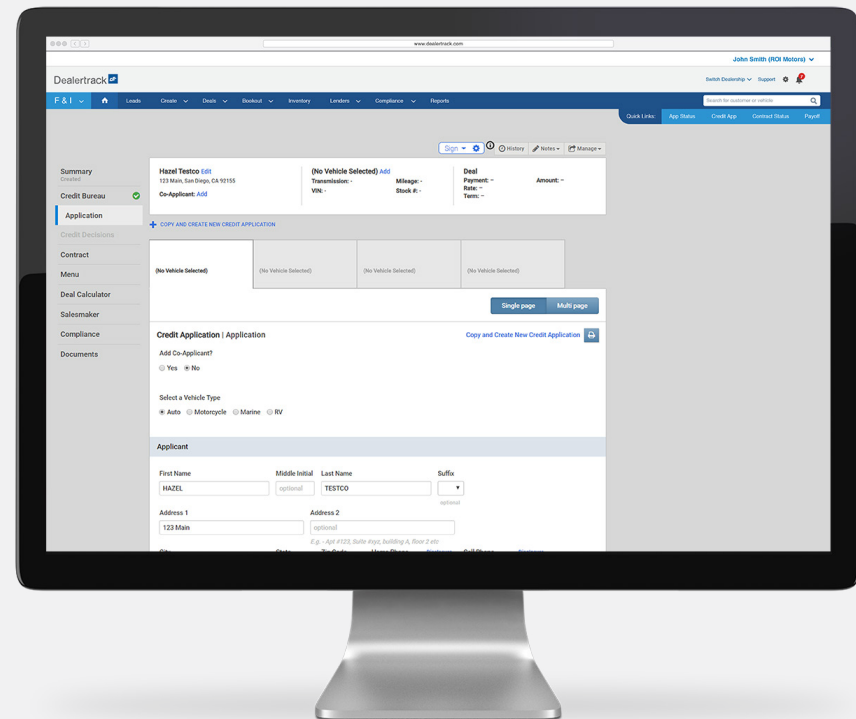 www.dealertrack.com
John Smith (ROI Motors)
Dealertrack
Switch Dealership Support
F & I Leads Create Deals Bookout Inventory Lenders Compliance Reports
Search for customer or vehicle
Quick Links: App Status Credit App Contract Status Payoff
Sign History Notes Manage
Summary
Created
Credit Bureau
Application
Credit Decisions
Contract
Menu
Deal Calculator
Salesmaker
Compliance
Documents
Hazel Testco Edit
123 Main, San Diego, CA 92155
Co-Applicant: Add
(No Vehicle Selected) Add
Transmission: - Mileage: -
VIN: - Stock #: -
Deal
Payment: – Amount: –
Rate: –
Term: –
COPY AND CREATE NEW CREDIT APPLICATION
(No Vehicle Selected) (No Vehicle Selected) (No Vehicle Selected) (No Vehicle Selected)
Single page Multi page
Credit Application | Application Copy and Create New Credit Application
Add Co-Applicant?
Yes No
Select a Vehicle Type
Auto Motorcycle Marine RV
Applicant
First Name Middle Initial Last Name Suffix
HAZEL optional TESTCO
optional
Address 1 Address 2
123 Main optional
E.g. - Apt #123, Suite #xyz, building-A, floor 2 etc